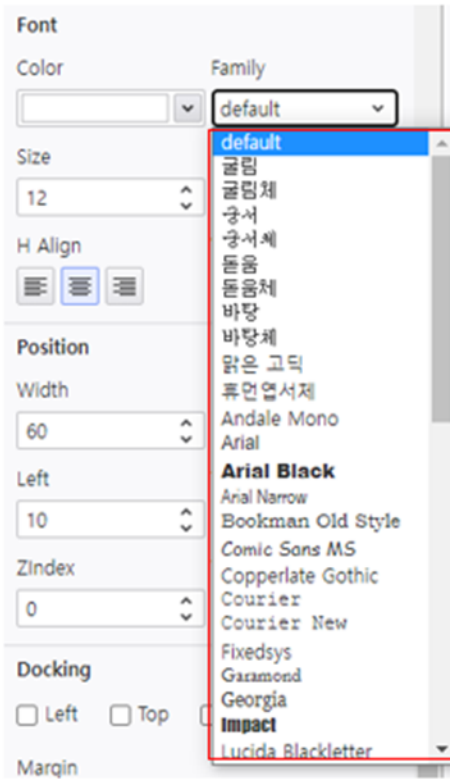 Font
Color Family
default
Size
12
H Align
Position
Width
60
Left
10
ZIndex
0
Docking
Left Top
Margin
default
굴림
굴림체
궁서
궁서체
돋움
돋움체
바탕
바탕체
맑은 고딕
휴먼엽서체
Andale Mono
Arial
Arial Black
Arial Narrow
Bookman Old Style
Comic Sans MS
Copperlate Gothic
Courier
Courier New
Fixedsys
Garamond
Georgia
Impact
Lucida Blackletter